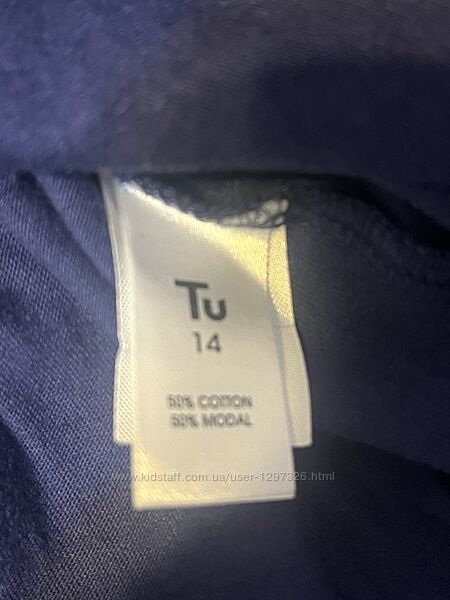 Tu
14
50% COTTON
50% MODAL
www.kidstaff.com.ua/user-1297326.html